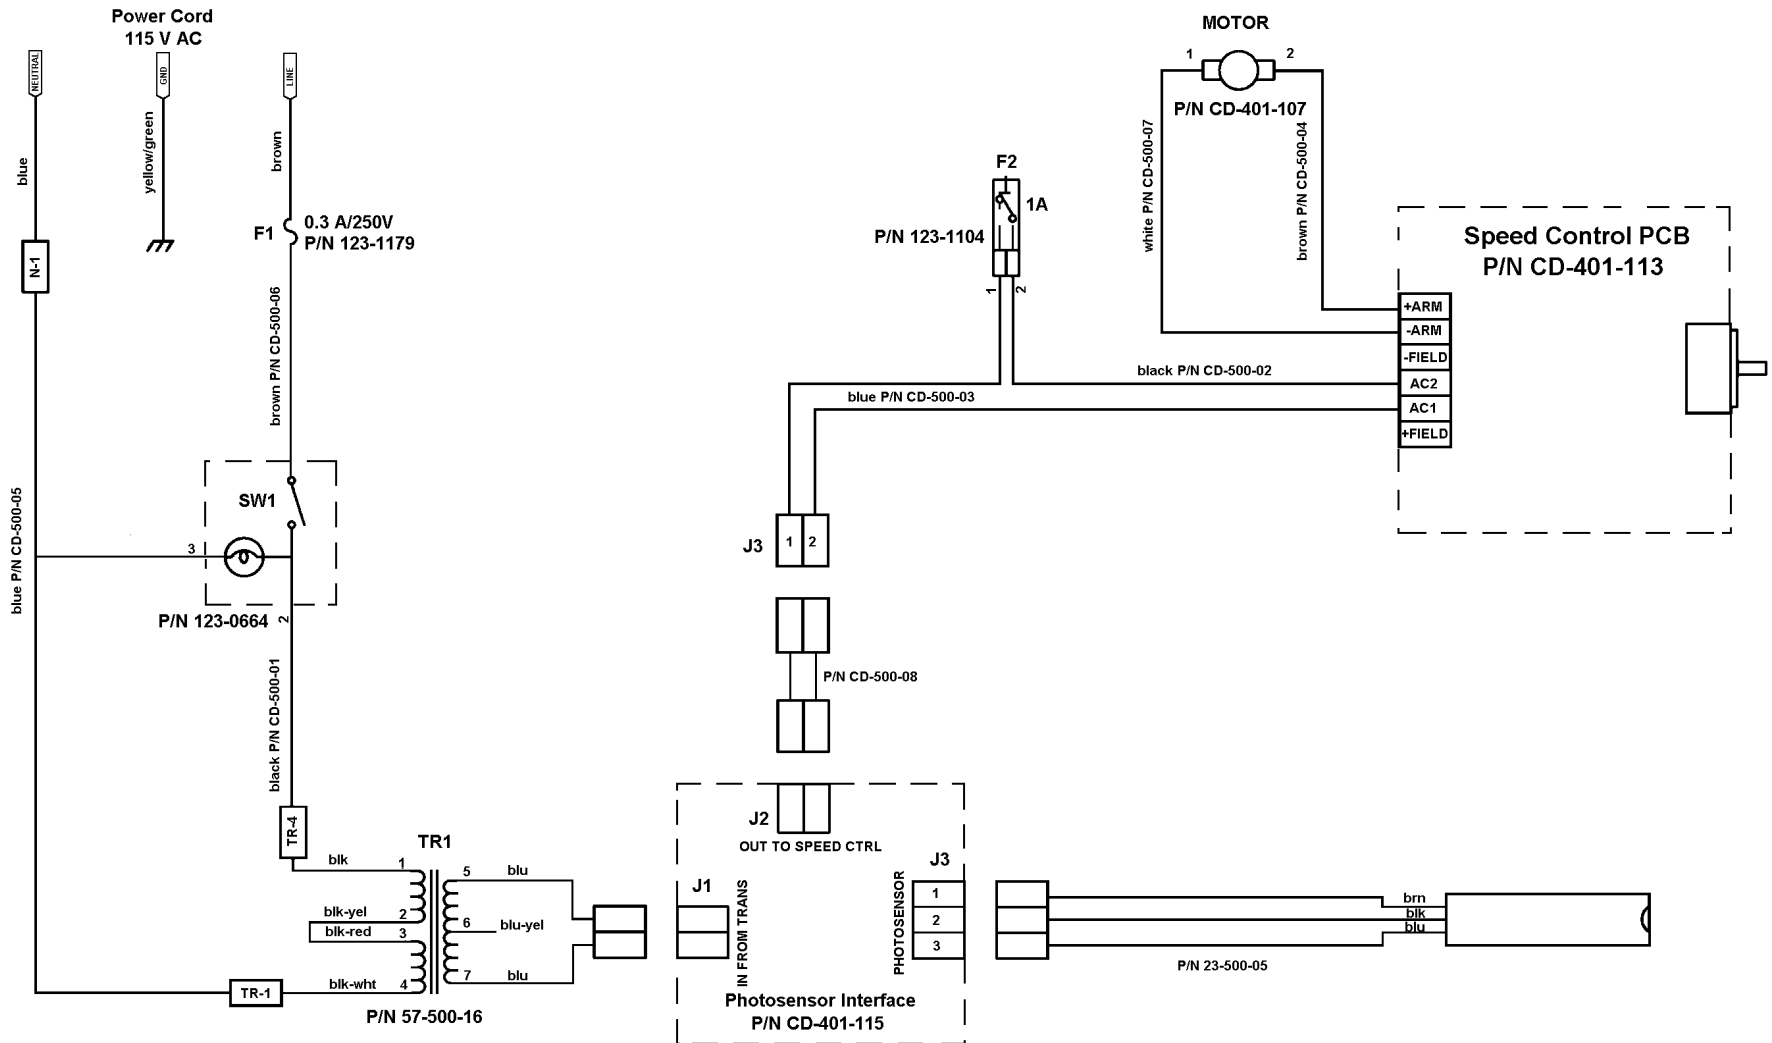 Power Cord
115 V AC
NEUTRAL
GND
LINE
blue
yellow/green
brown
F1
0.3 A/250V
P/N 123-1179
N-1
brown P/N CD-500-06
blue P/N CD-500-05
SW1
3
P/N 123-0664
2
black P/N CD-500-01
TR-4
TR1
blk
1
blk-yel
2
blk-red
3
blk-wht
4
TR-1
P/N 57-500-16
5
blu
6
blu-yel
7
blu
MOTOR
1
2
P/N CD-401-107
white P/N CD-500-07
brown P/N CD-500-04
F2
1A
P/N 123-1104
1
2
Speed Control PCB
P/N CD-401-113
+ARM
-ARM
-FIELD
AC2
AC1
+FIELD
black P/N CD-500-02
blue P/N CD-500-03
J3
1
2
P/N CD-500-08
J2
OUT TO SPEED CTRL
J1
IN FROM TRANS
J3
PHOTOSENSOR
1
2
3
Photosensor Interface
P/N CD-401-115
brn
blk
blu
P/N 23-500-05